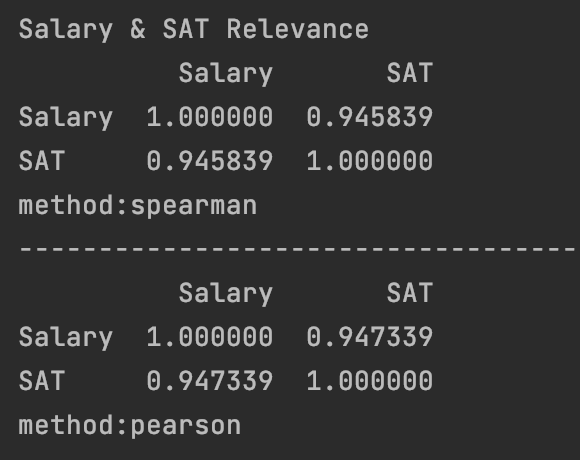 Salary & SAT Relevance
Salary SAT
Salary 1.000000 0.945839
SAT 0.945839 1.000000
method:spearman
-----------------------------------
Salary SAT
Salary 1.000000 0.947339
SAT 0.947339 1.000000
method:pearson